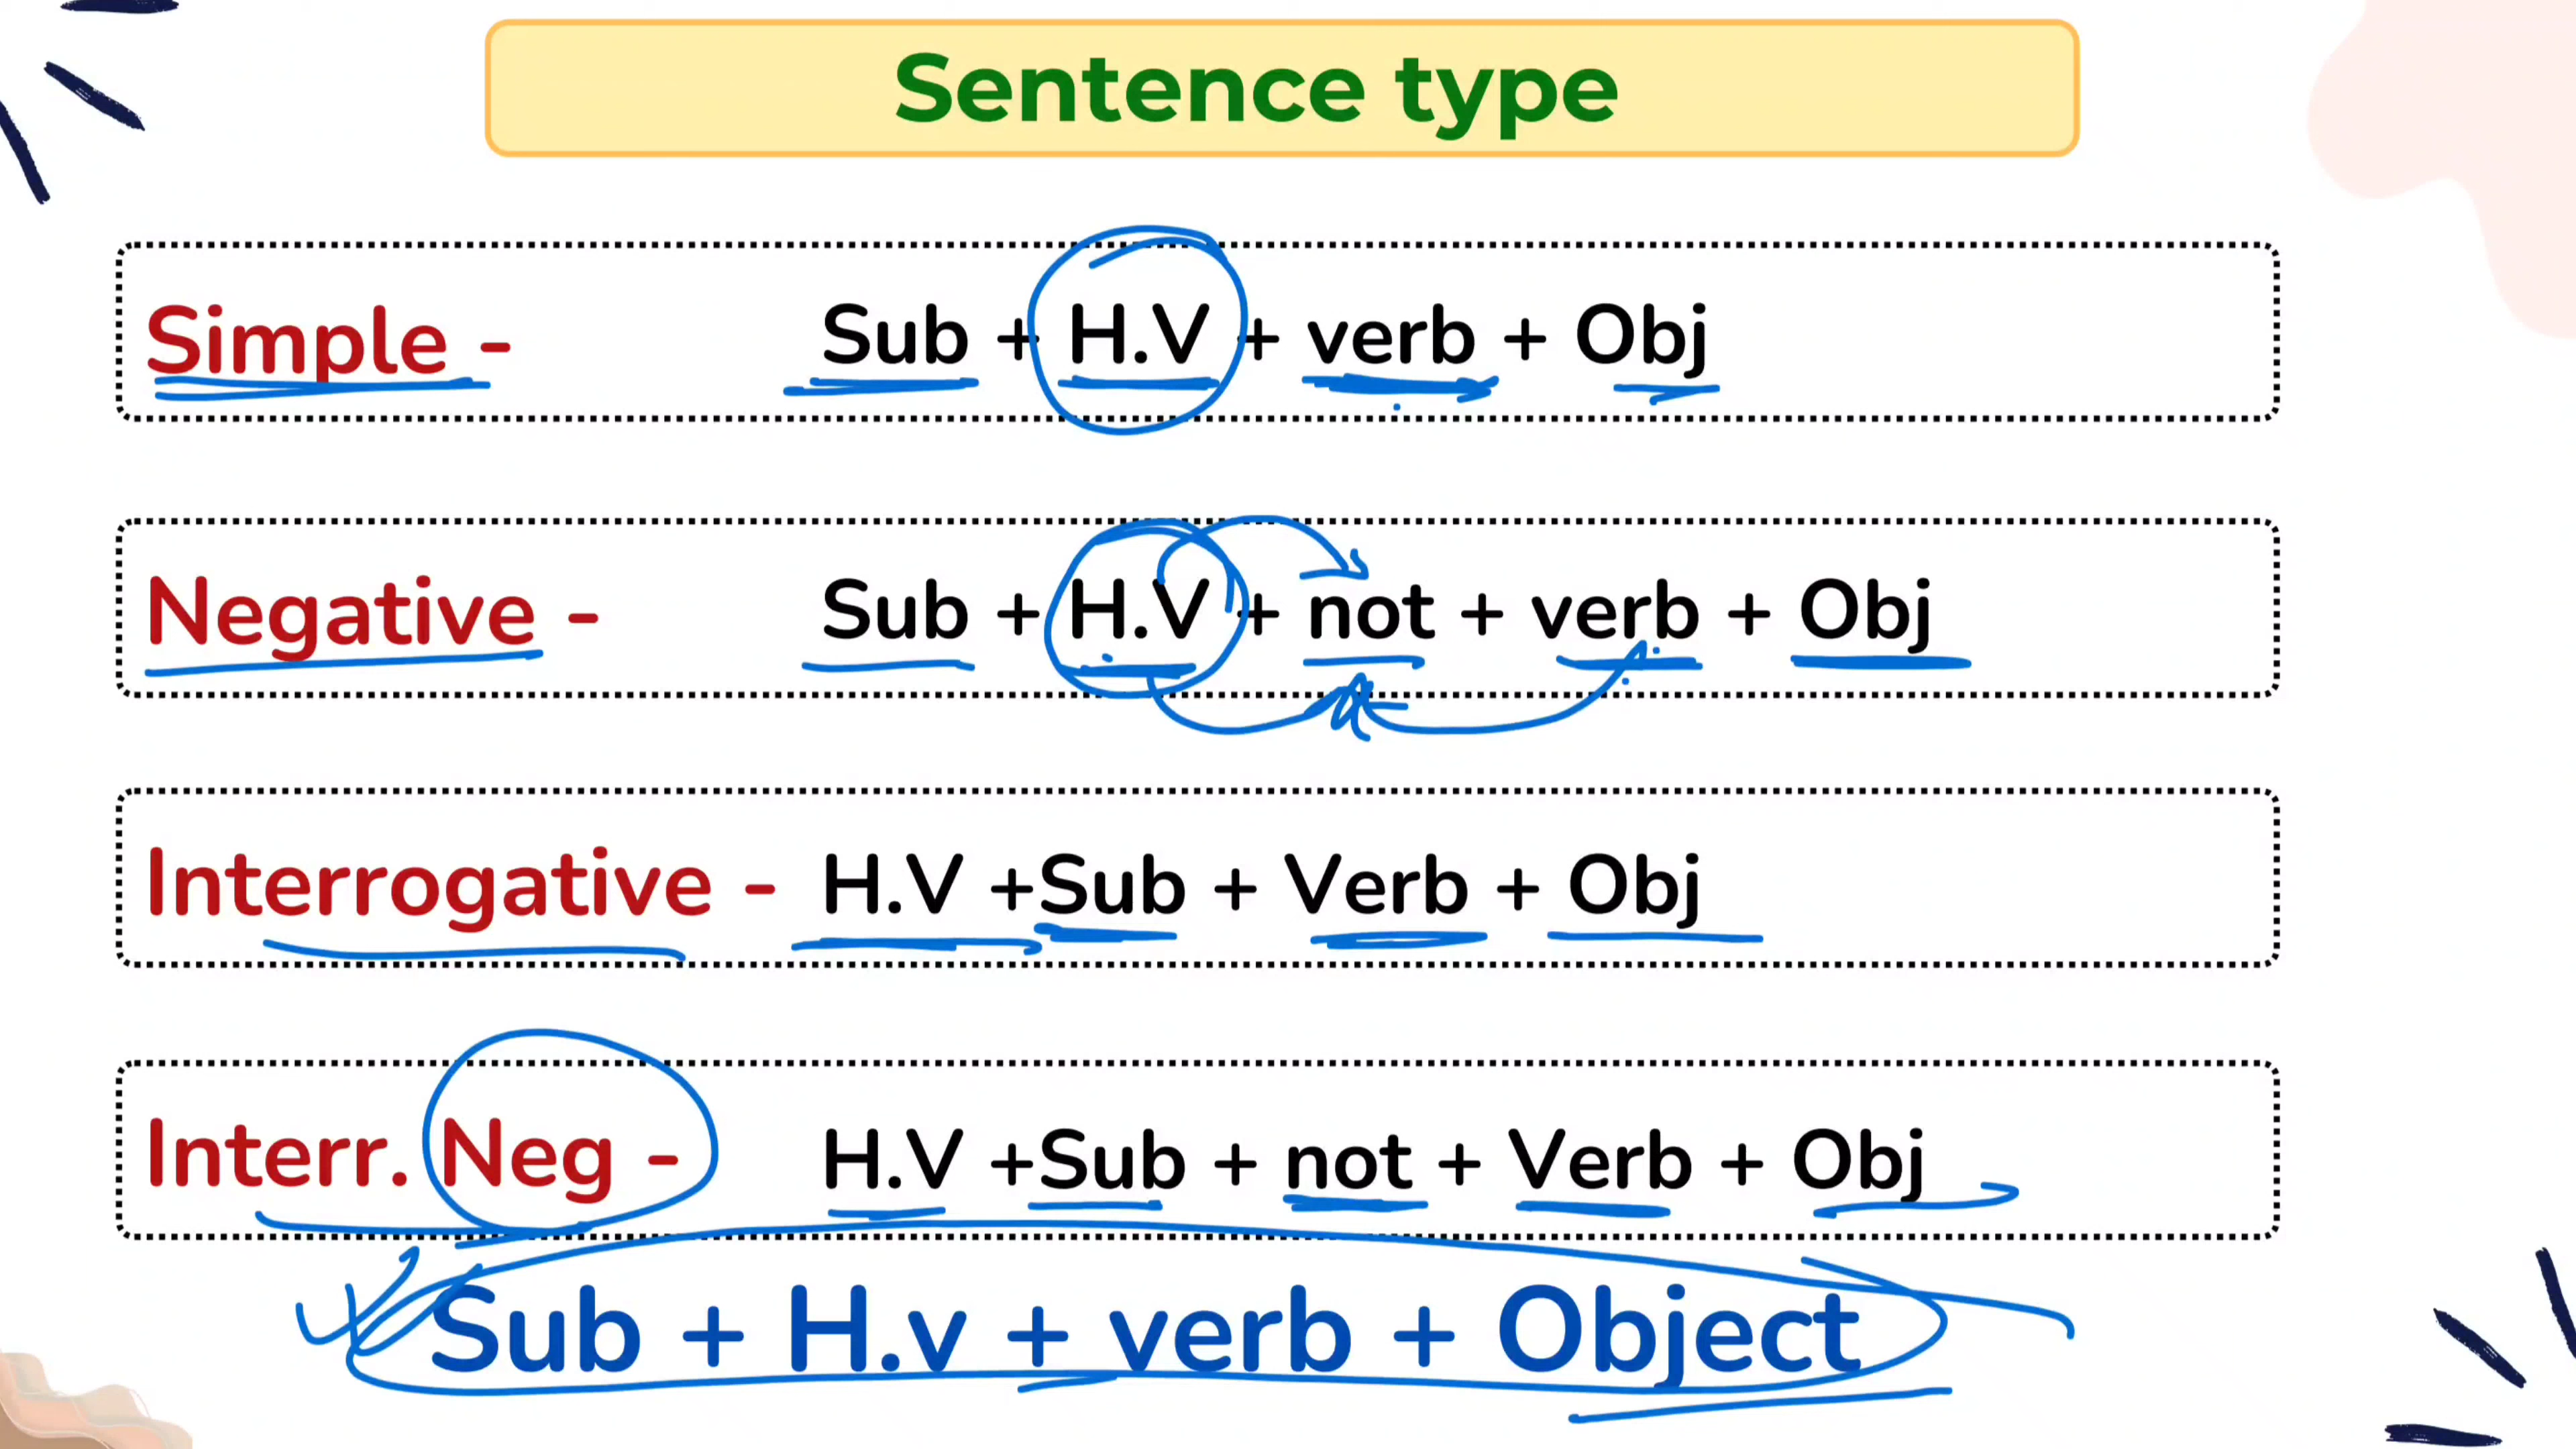 Sentence type
Simple - Sub + H.V + verb + Obj
Negative - Sub + H.V + not + verb + Obj
Interrogative - H.V +Sub + Verb + Obj
Interr. Neg - H.V +Sub + not + Verb + Obj
Sub + H.v + verb + Object